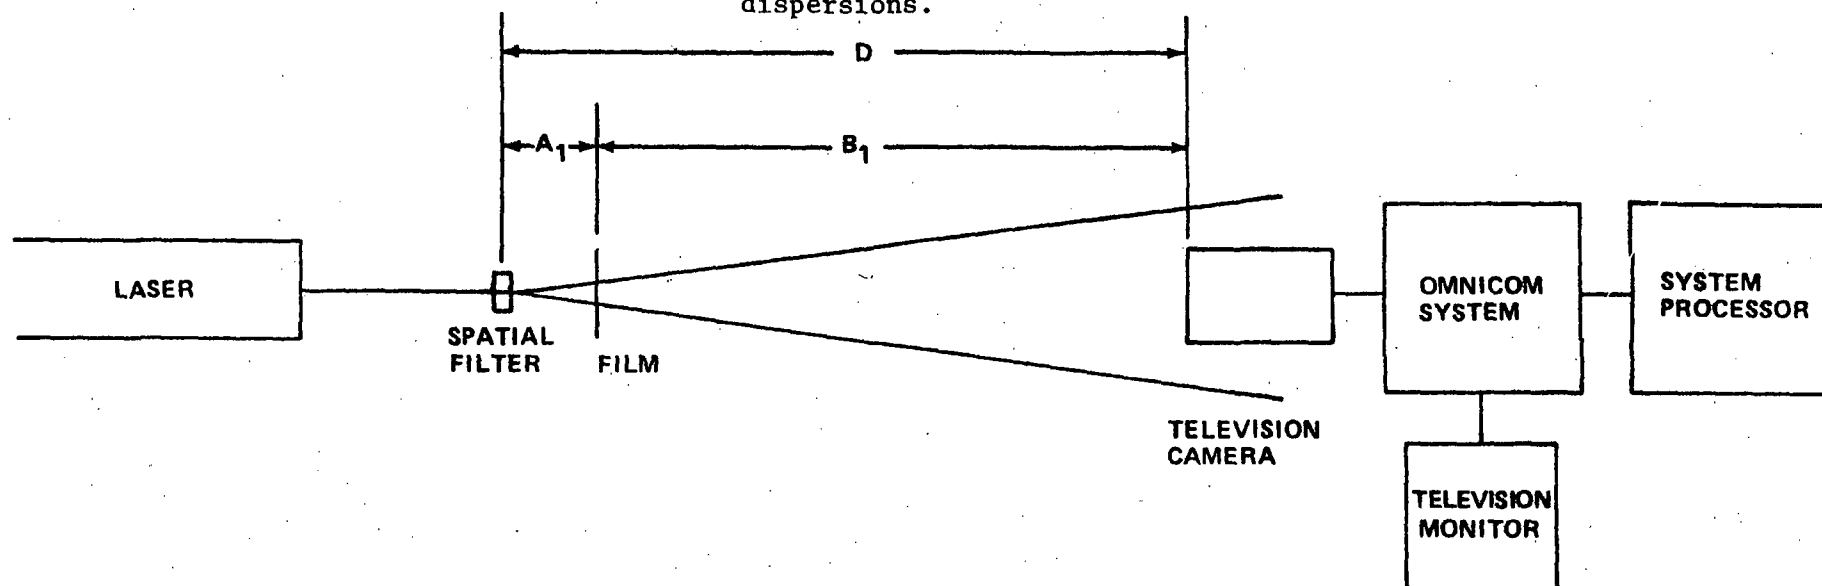 dispersions.
D
A1
B1
LASER
SPATIAL
FILTER
FILM
TELEVISION
CAMERA
OMNICOM
SYSTEM
SYSTEM
PROCESSOR
TELEVISION
MONITOR